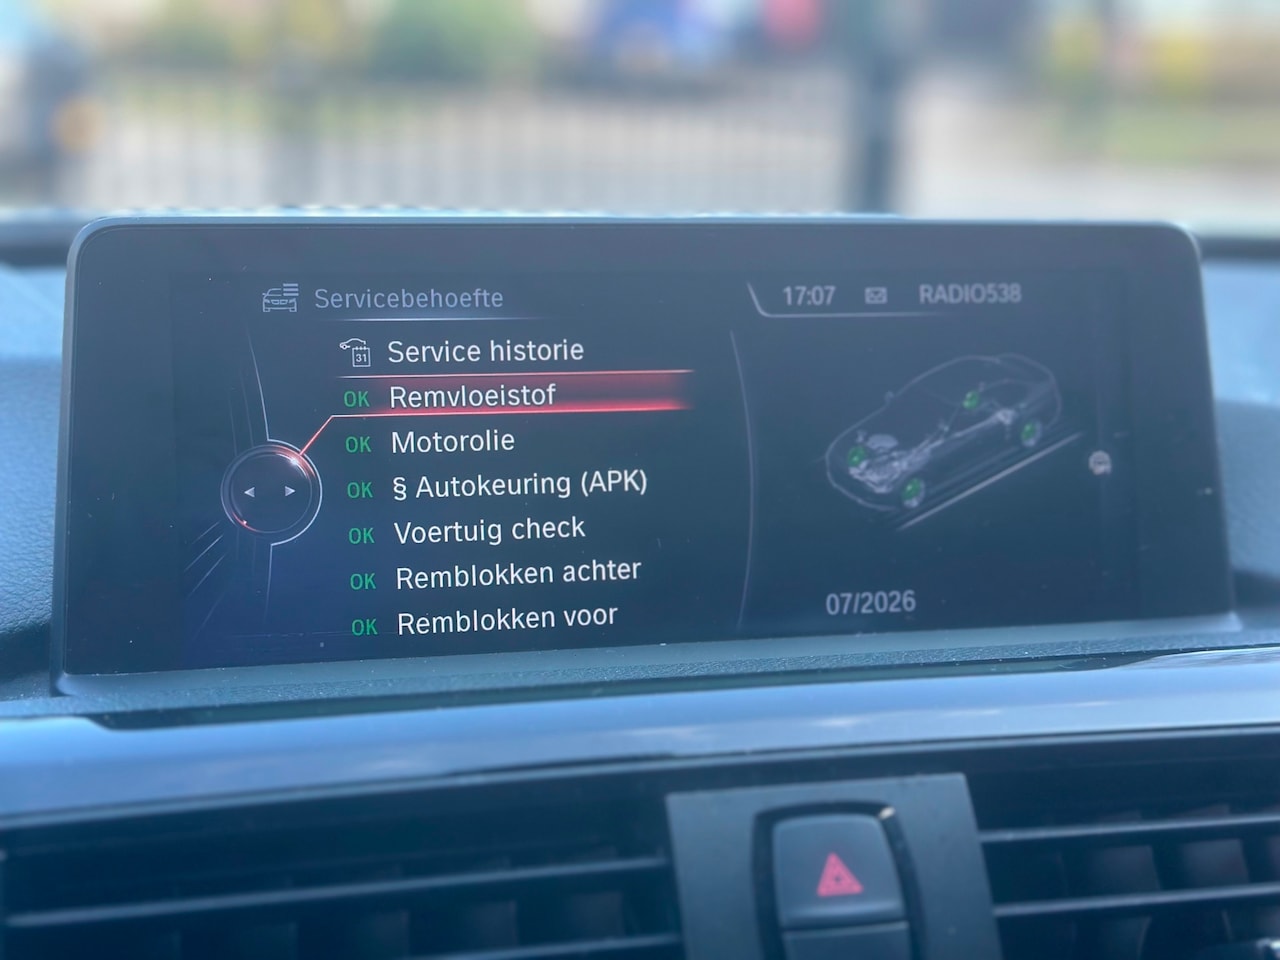 Servicebehoefte
17:07 RADIO538
31 Service historie
OK Remvloeistof
OK Motorolie
OK § Autokeuring (APK)
OK Voertuig check
OK Remblokken achter
OK Remblokken voor
07/2026